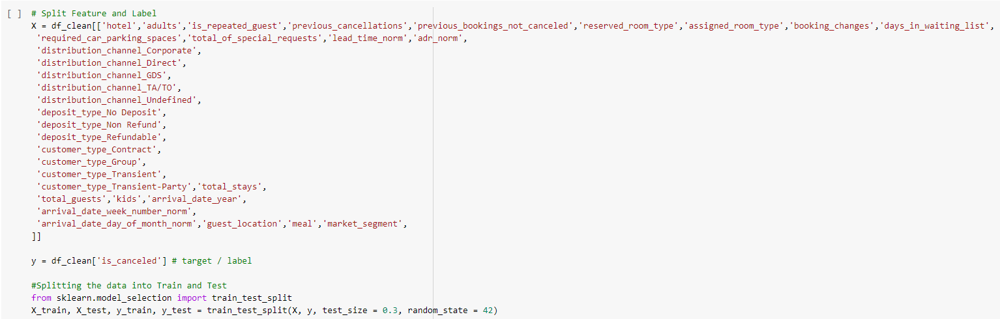 [ ] # Split Feature and Label
X = df_clean[['hotel','adults','is_repeated_guest','previous_cancellations','previous_bookings_not_canceled','reserved_room_type','assigned_room_type','booking_changes','days_in_waiting_list',
'required_car_parking_spaces','total_of_special_requests','lead_time_norm','adr_norm',
'distribution_channel_Corporate',
'distribution_channel_Direct',
'distribution_channel_GDS',
'distribution_channel_TA/TO',
'distribution_channel_Undefined',
'deposit_type_No Deposit',
'deposit_type_Non Refund',
'deposit_type_Refundable',
'customer_type_Contract',
'customer_type_Group',
'customer_type_Transient',
'customer_type_Transient-Party','total_stays',
'total_guests','kids','arrival_date_year',
'arrival_date_week_number_norm',
'arrival_date_day_of_month_norm','guest_location','meal','market_segment',
]]
y = df_clean['is_canceled'] # target / label
#Splitting the data into Train and Test
from sklearn.model_selection import train_test_split
X_train, X_test, y_train, y_test = train_test_split(X, y, test_size = 0.3, random_state = 42)